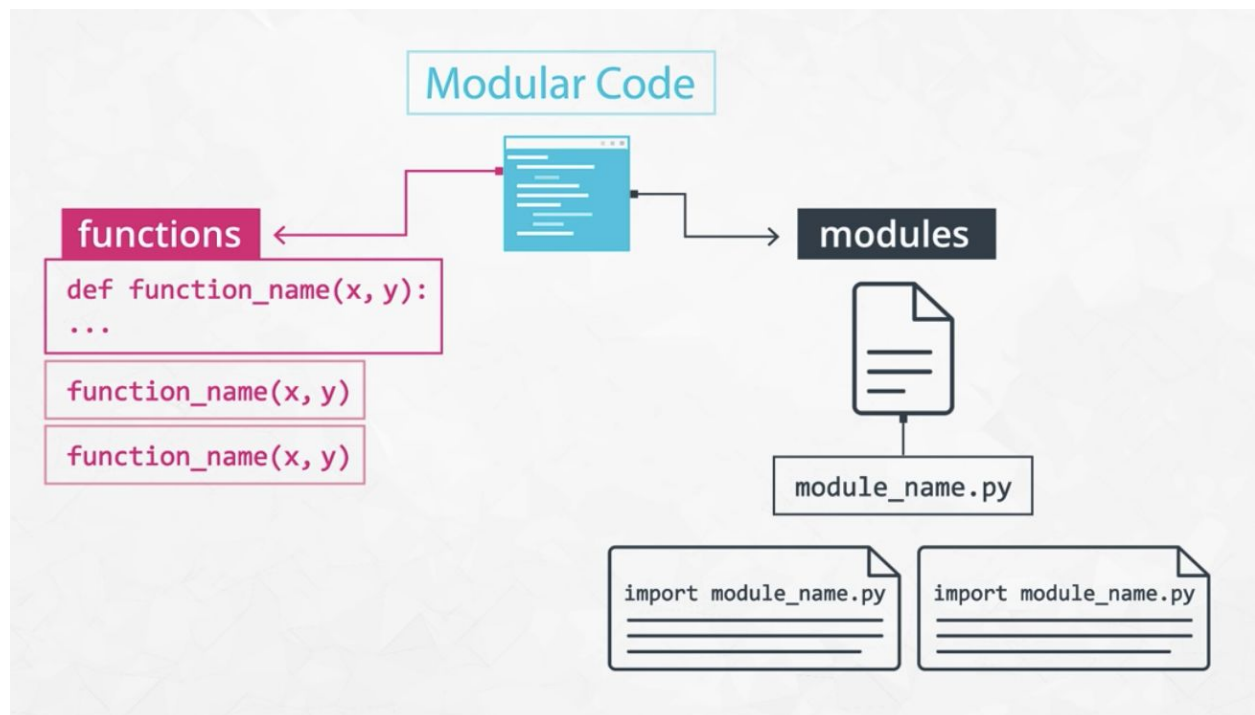 Modular Code
functions
def function_name(x, y):
...
function_name(x, y)
function_name(x, y)
modules
module_name.py
import module_name.py
import module_name.py